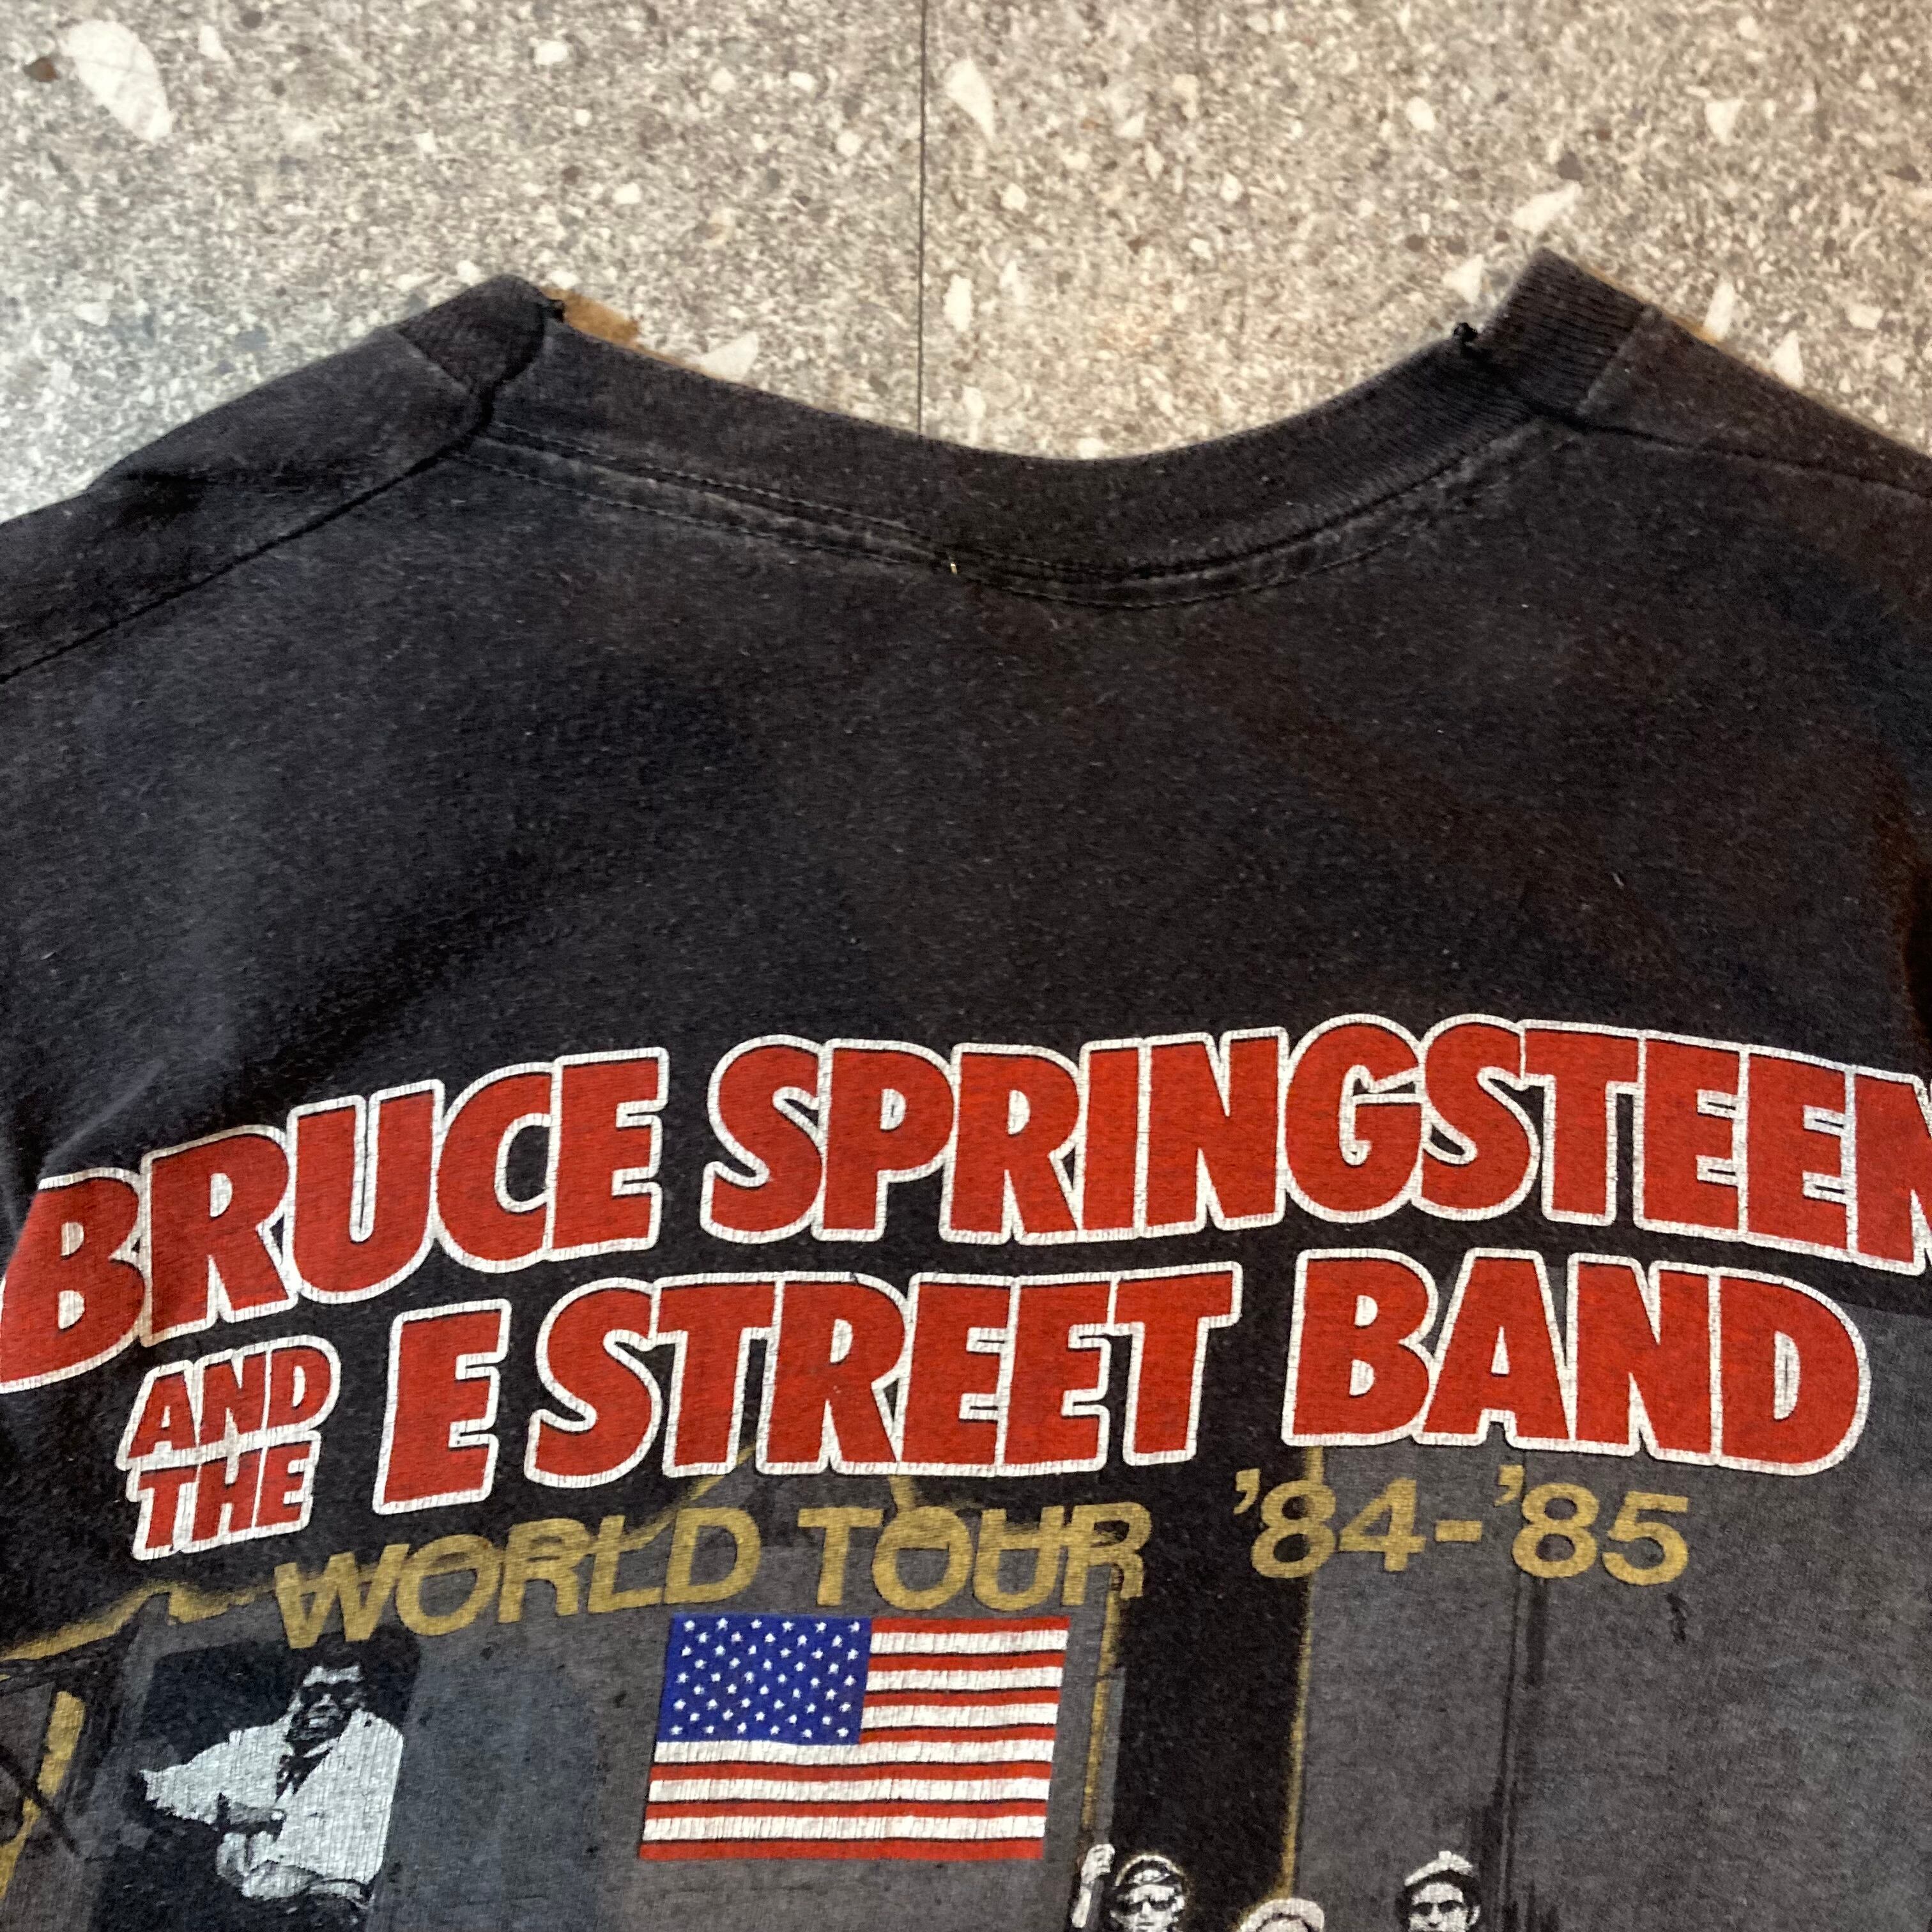 BRUCE SPRINGSTEEN
AND THE E STREET BAND
WORLD TOUR '84-'85